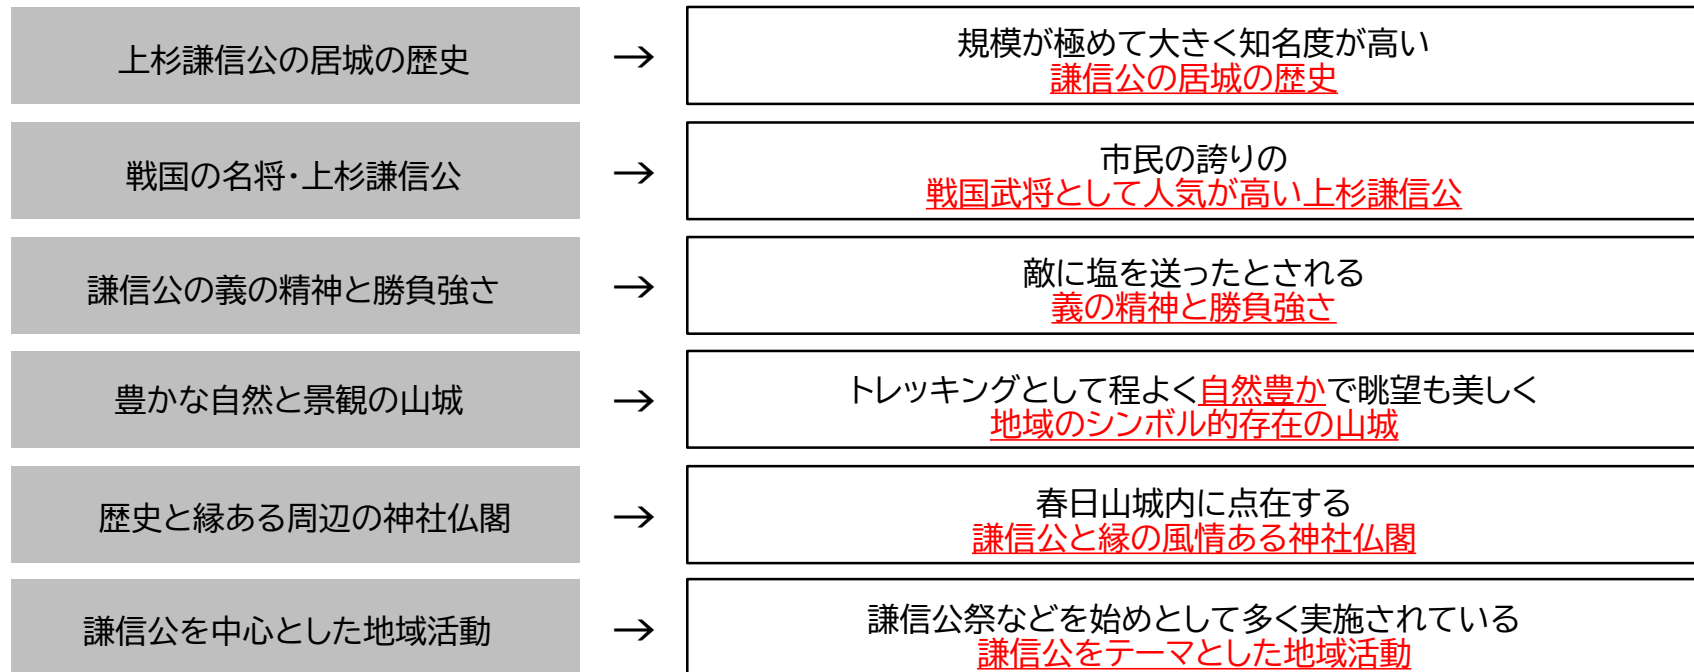 上杉謙信公の居城の歴史
→
規模が極めて大きく知名度が高い
謙信公の居城の歴史
戦国の名将・上杉謙信公
→
市民の誇りの
戦国武将として人気が高い上杉謙信公
謙信公の義の精神と勝負強さ
→
敵に塩を送ったとされる
義の精神と勝負強さ
豊かな自然と景観の山城
→
トレッキングとして程よく自然豊かで眺望も美しく
地域のシンボル的存在の山城
歴史と縁ある周辺の神社仏閣
→
春日山城内に点在する
謙信公と縁の風情ある神社仏閣
謙信公を中心とした地域活動
→
謙信公祭などを始めとして多く実施されている
謙信公をテーマとした地域活動